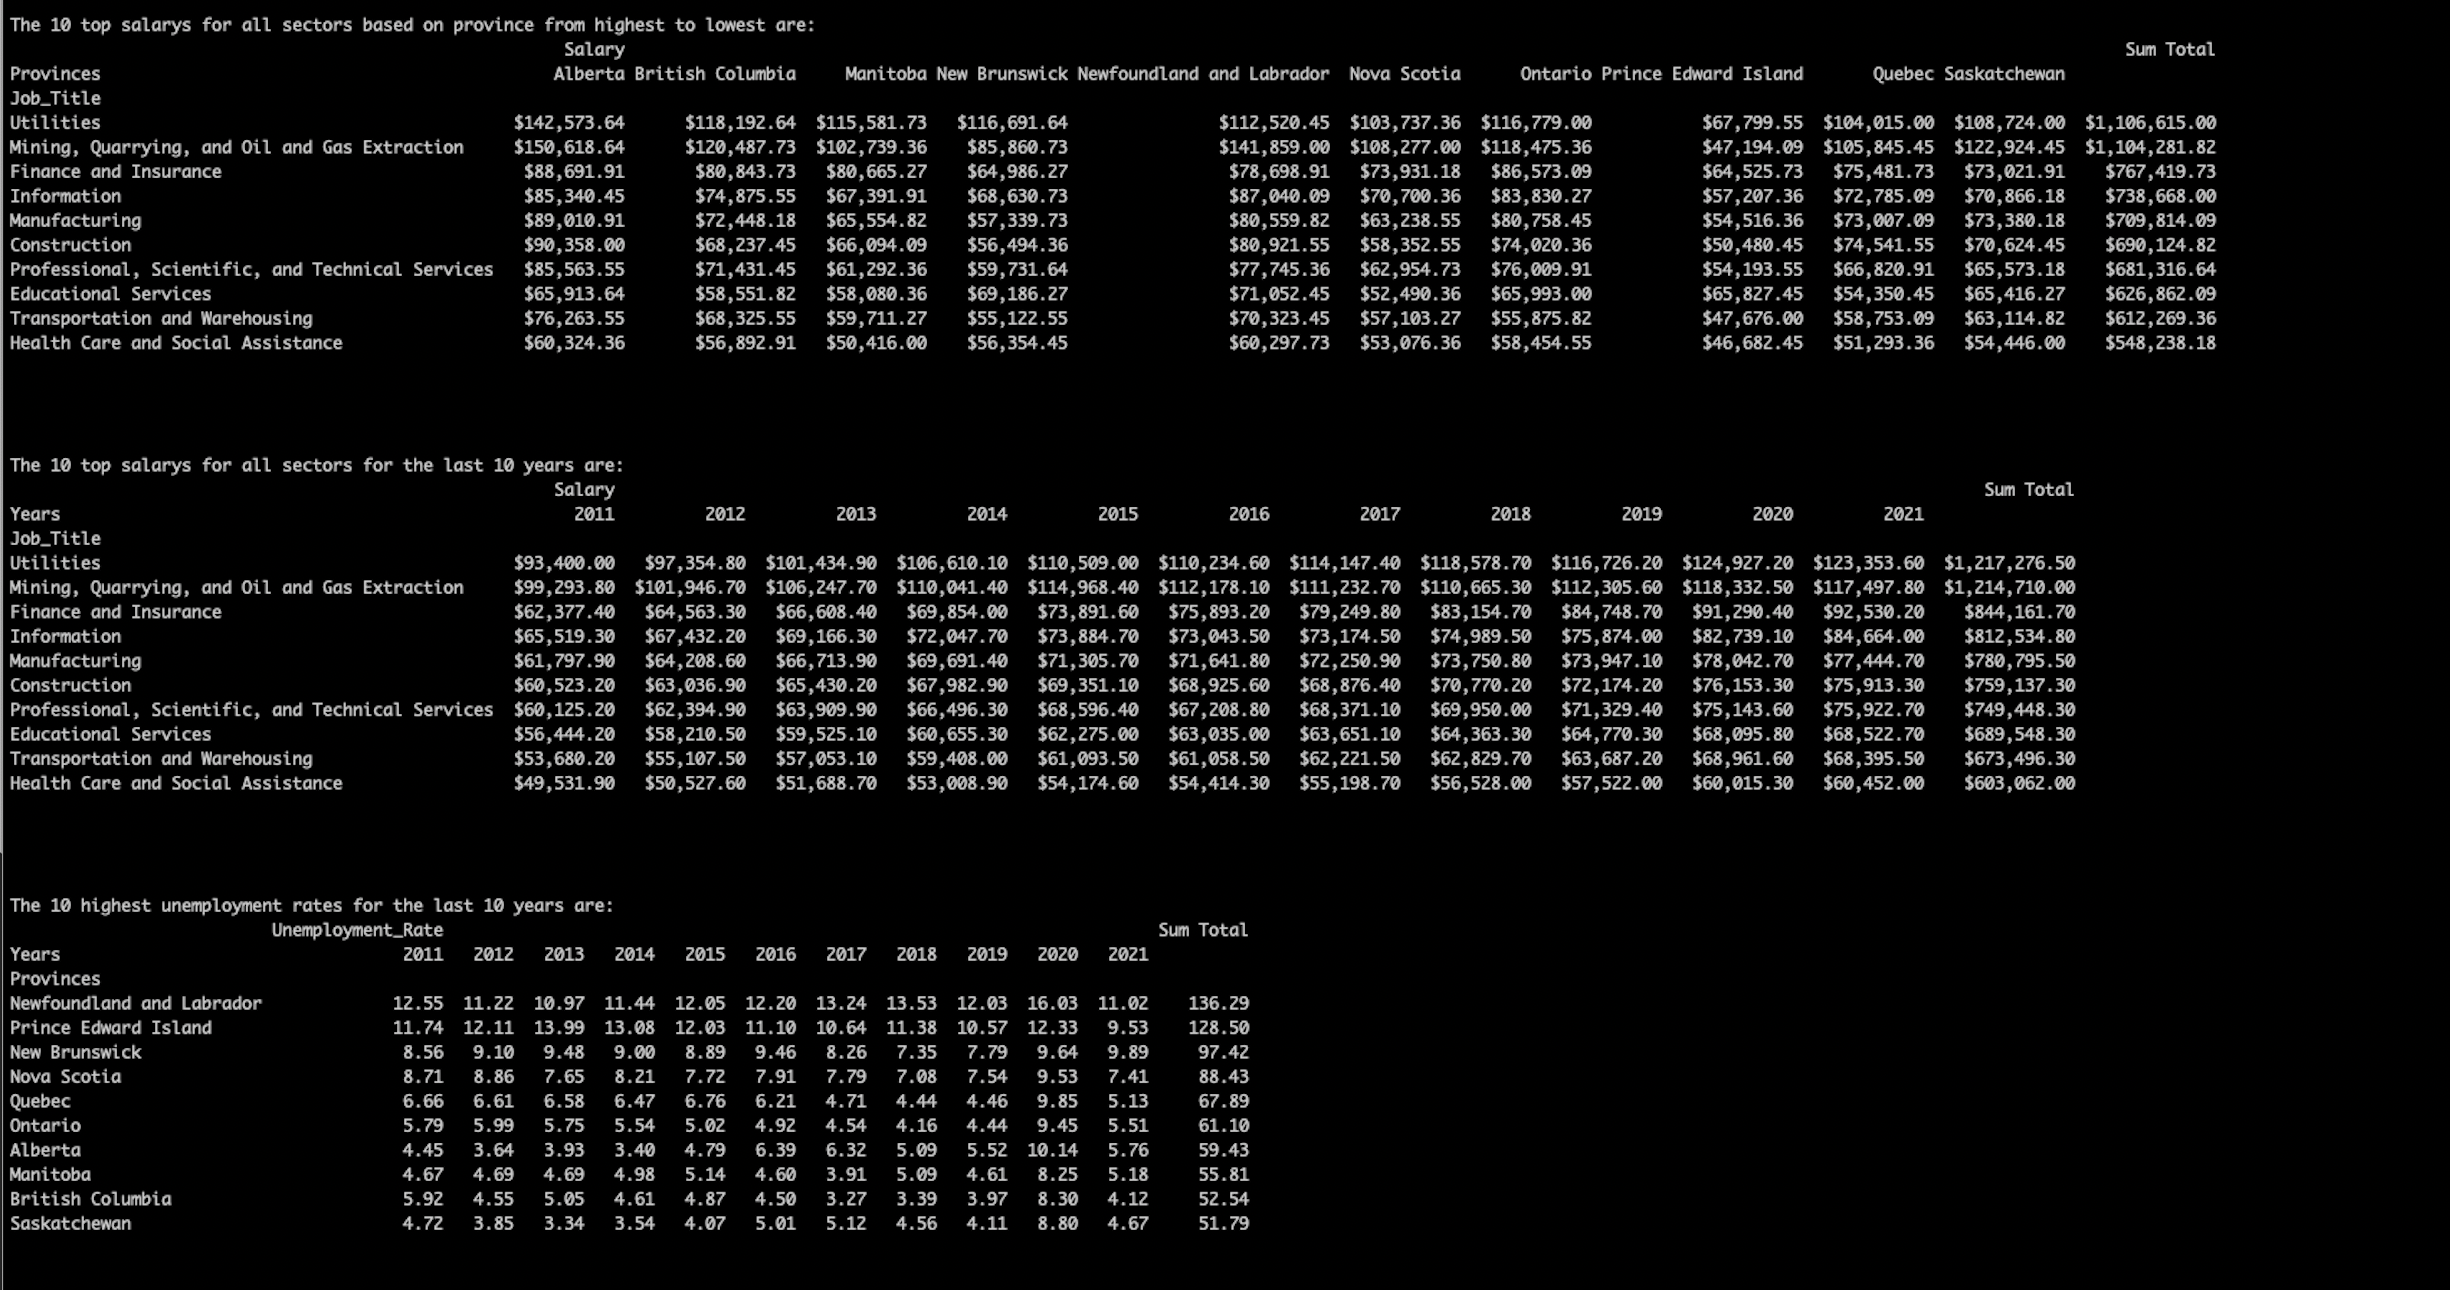 The 10 top salarys for all sectors based on province from highest to lowest are:
Salary Sum Total
Provinces Alberta British Columbia Manitoba New Brunswick Newfoundland and Labrador Nova Scotia Ontario Prince Edward Island Quebec Saskatchewan
Job_Title
Utilities $142,573.64 $118,192.64 $115,581.73 $116,691.64 $112,520.45 $103,737.36 $116,779.00 $67,799.55 $104,015.00 $108,724.00 $1,106,615.00
Mining, Quarrying, and Oil and Gas Extraction $150,618.64 $120,487.73 $102,739.36 $85,860.73 $141,859.00 $108,277.00 $118,475.36 $47,194.09 $105,845.45 $122,924.45 $1,104,281.82
Finance and Insurance $88,691.91 $80,843.73 $80,665.27 $64,986.27 $78,698.91 $73,931.18 $86,573.09 $64,525.73 $75,481.73 $73,021.91 $767,419.73
Information $85,340.45 $74,875.55 $67,391.91 $68,630.73 $87,040.09 $70,700.36 $83,830.27 $57,207.36 $72,785.09 $70,866.18 $738,668.00
Manufacturing $89,010.91 $72,448.18 $65,554.82 $57,339.73 $80,559.82 $63,238.55 $80,758.45 $54,516.36 $73,007.09 $73,380.18 $709,814.09
Construction $90,358.00 $68,237.45 $66,094.09 $56,494.36 $80,921.55 $58,352.55 $74,020.36 $50,480.45 $74,541.55 $70,624.45 $690,124.82
Professional, Scientific, and Technical Services $85,563.55 $71,431.45 $61,292.36 $59,731.64 $77,745.36 $62,954.73 $76,009.91 $54,193.55 $66,820.91 $65,573.18 $681,316.64
Educational Services $65,913.64 $58,551.82 $58,080.36 $69,186.27 $71,052.45 $52,490.36 $65,993.00 $65,827.45 $54,350.45 $65,416.27 $626,862.09
Transportation and Warehousing $76,263.55 $68,325.55 $59,711.27 $55,122.55 $70,323.45 $57,103.27 $55,875.82 $47,676.00 $58,753.09 $63,114.82 $612,269.36
Health Care and Social Assistance $60,324.36 $56,892.91 $50,416.00 $56,354.45 $60,297.73 $53,076.36 $58,454.55 $46,682.45 $51,293.36 $54,446.00 $548,238.18
The 10 top salarys for all sectors for the last 10 years are:
Salary Sum Total
Years 2011 2012 2013 2014 2015 2016 2017 2018 2019 2020 2021
Job_Title
Utilities $93,400.00 $97,354.80 $101,434.90 $106,610.10 $110,509.00 $110,234.60 $114,147.40 $118,578.70 $116,726.20 $124,927.20 $123,353.60 $1,217,276.50
Mining, Quarrying, and Oil and Gas Extraction $99,293.80 $101,946.70 $106,247.70 $110,041.40 $114,968.40 $112,178.10 $111,232.70 $110,665.30 $112,305.60 $118,332.50 $117,497.80 $1,214,710.00
Finance and Insurance $62,377.40 $64,563.30 $66,608.40 $69,854.00 $73,891.60 $75,893.20 $79,249.80 $83,154.70 $84,748.70 $91,290.40 $92,530.20 $844,161.70
Information $65,519.30 $67,432.20 $69,166.30 $72,047.70 $73,884.70 $73,043.50 $73,174.50 $74,989.50 $75,874.00 $82,739.10 $84,664.00 $812,534.80
Manufacturing $61,797.90 $64,208.60 $66,713.90 $69,691.40 $71,305.70 $71,641.80 $72,250.90 $73,750.80 $73,947.10 $78,042.70 $77,444.70 $780,795.50
Construction $60,523.20 $63,036.90 $65,430.20 $67,982.90 $69,351.10 $68,925.60 $68,876.40 $70,770.20 $72,174.20 $76,153.30 $75,913.30 $759,137.30
Professional, Scientific, and Technical Services $60,125.20 $62,394.90 $63,909.90 $66,496.30 $68,596.40 $67,208.80 $68,371.10 $69,950.00 $71,329.40 $75,143.60 $75,922.70 $749,448.30
Educational Services $56,444.20 $58,210.50 $59,525.10 $60,655.30 $62,275.00 $63,035.00 $63,651.10 $64,363.30 $64,770.30 $68,095.80 $68,522.70 $689,548.30
Transportation and Warehousing $53,680.20 $55,107.50 $57,053.10 $59,408.00 $61,093.50 $61,058.50 $62,221.50 $62,829.70 $63,687.20 $68,961.60 $68,395.50 $673,496.30
Health Care and Social Assistance $49,531.90 $50,527.60 $51,688.70 $53,008.90 $54,174.60 $54,414.30 $55,198.70 $56,528.00 $57,522.00 $60,015.30 $60,452.00 $603,062.00
The 10 highest unemployment rates for the last 10 years are:
Unemployment_Rate Sum Total
Years 2011 2012 2013 2014 2015 2016 2017 2018 2019 2020 2021
Provinces
Newfoundland and Labrador 12.55 11.22 10.97 11.44 12.05 12.20 13.24 13.53 12.03 16.03 11.02 136.29
Prince Edward Island 11.74 12.11 13.99 13.08 12.03 11.10 10.64 11.38 10.57 12.33 9.53 128.50
New Brunswick 8.56 9.10 9.48 9.00 8.89 9.46 8.26 7.35 7.79 9.64 9.89 97.42
Nova Scotia 8.71 8.86 7.65 8.21 7.72 7.91 7.79 7.08 7.54 9.53 7.41 88.43
Quebec 6.66 6.61 6.58 6.47 6.76 6.21 4.71 4.44 4.46 9.85 5.13 67.89
Ontario 5.79 5.99 5.75 5.54 5.02 4.92 4.54 4.16 4.44 9.45 5.51 61.10
Alberta 4.45 3.64 3.93 3.40 4.79 6.39 6.32 5.09 5.52 10.14 5.76 59.43
Manitoba 4.67 4.69 4.69 4.98 5.14 4.60 3.91 5.09 4.61 8.25 5.18 55.81
British Columbia 5.92 4.55 5.05 4.61 4.87 4.50 3.27 3.39 3.97 8.30 4.12 52.54
Saskatchewan 4.72 3.85 3.34 3.54 4.07 5.01 5.12 4.56 4.11 8.80 4.67 51.79